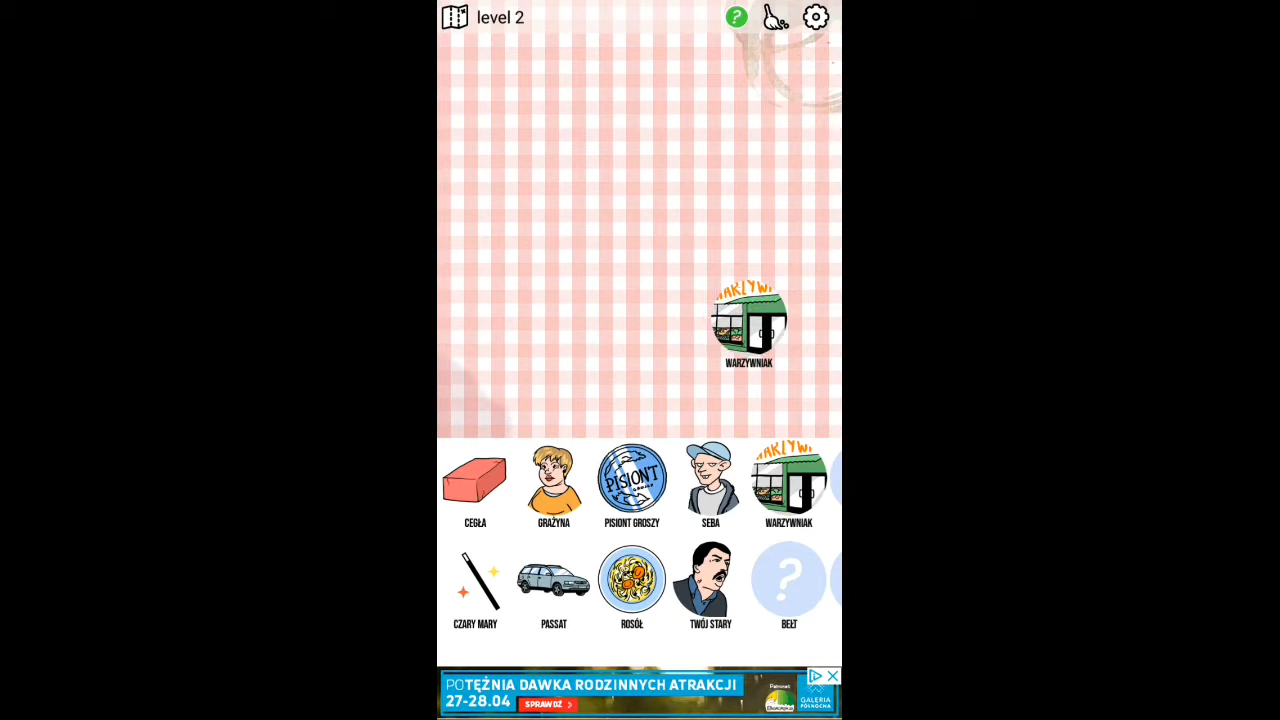 level 2
?
WARZYWNIAK
PISIONT
CEGŁA
GRAŻYNA
PISIONT GROSZY
SEBA
WARZYWNIAK
?
CZARY MARY
PASSAT
ROSÓŁ
TWÓJ STARY
BEŁT
POTĘŻNIA DAWKA RODZINNYCH ATRAKCJI
27-28.04
SPRAWDŹ >
GALERIA
PÓŁNOCNA